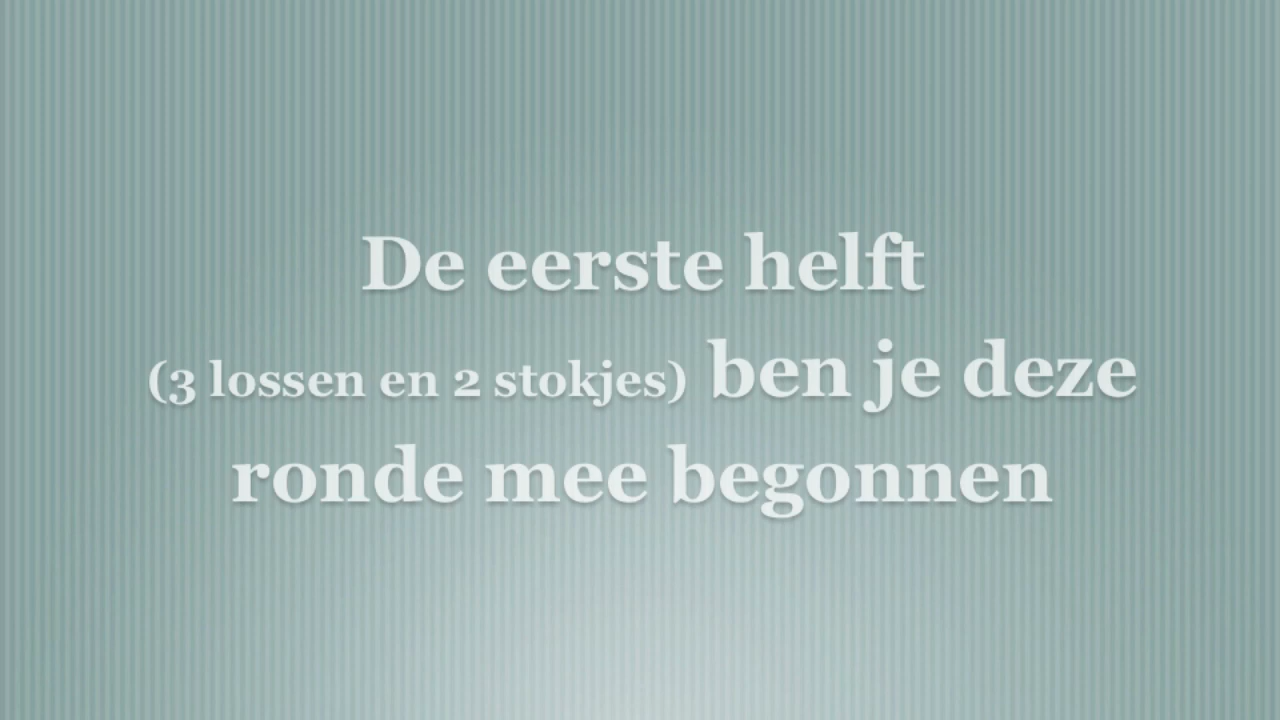 De eerste helft
(3 lossen en 2 stokjes) ben je deze
ronde mee begonnen